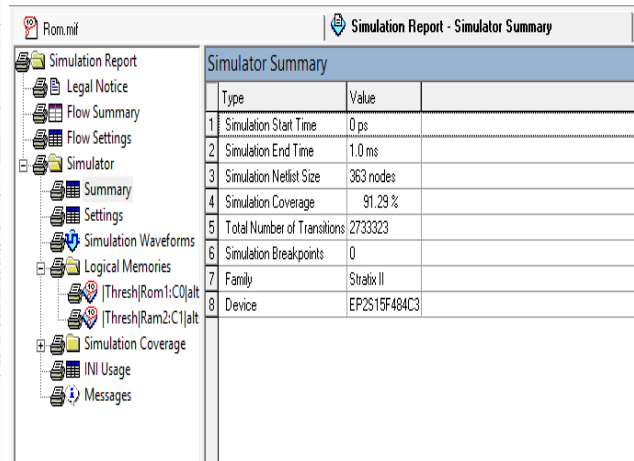 Rom.mif
Simulation Report - Simulator Summary
Simulation Report
Legal Notice
Flow Summary
Flow Settings
Simulator
Summary
Settings
Simulation Waveforms
Logical Memories
|Thresh|Rom1:C0|alt
|Thresh|Ram2:C1|alt
Simulation Coverage
INI Usage
Messages
Simulator Summary
Type Value
1 Simulation Start Time 0 ps
2 Simulation End Time 1.0 ms
3 Simulation Netlist Size 363 nodes
4 Simulation Coverage 91.29 %
5 Total Number of Transitions 2733323
6 Simulation Breakpoints 0
7 Family Stratix II
8 Device EP2S15F484C3